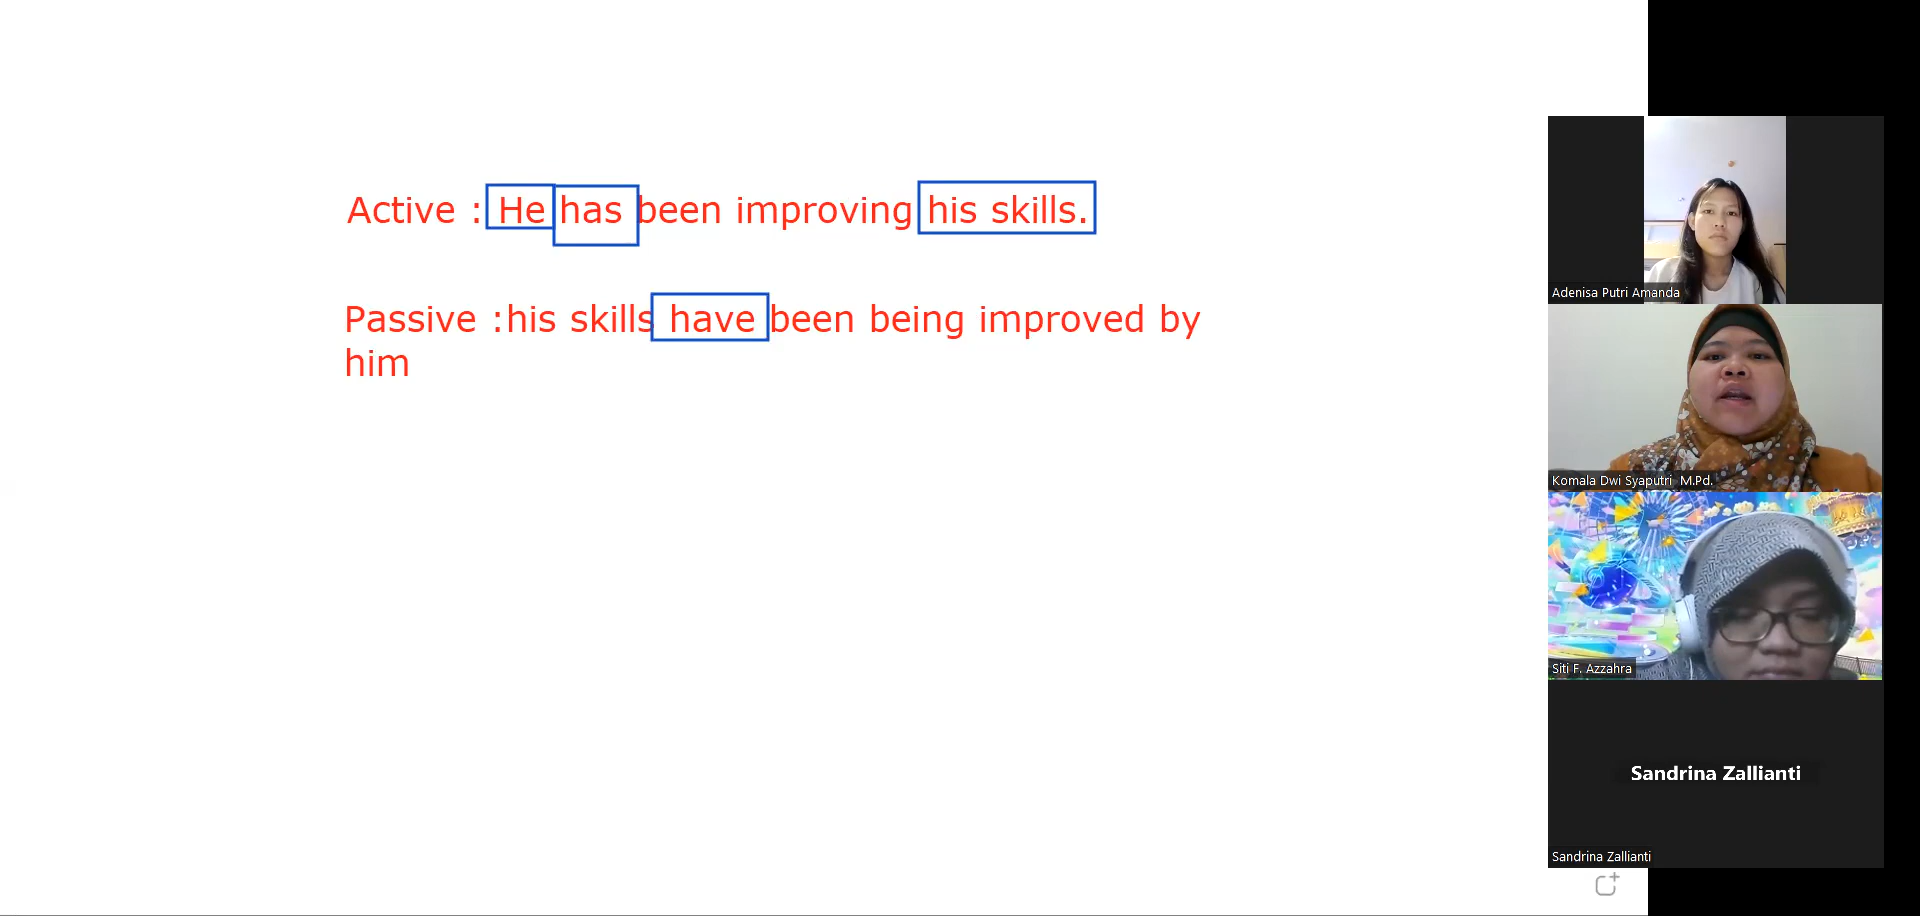 Active : He has been improving his skills.
Passive :his skills have been being improved by
him
Adenisa Putri Amanda
Komala Dwi Syaputri M.Pd.
Siti F. Azzahra
Sandrina Zallianti
Sandrina Zallianti